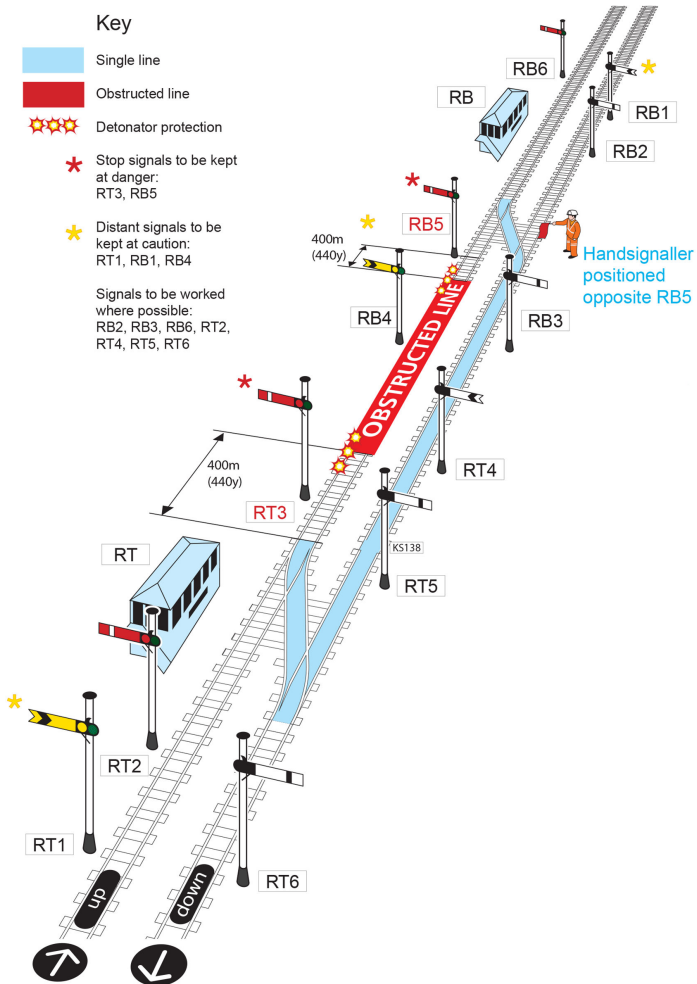 Key
Single line
Obstructed line
Detonator protection
Stop signals to be kept
at danger:
RT3, RB5
Distant signals to be
kept at caution:
RT1, RB1, RB4
Signals to be worked
where possible:
RB2, RB3, RB6, RT2,
RT4, RT5, RT6
RB6
RB
RB1
RB2
RB5
400m
(440y)
Handsignaller
positioned
opposite RB5
RB4
RB3
OBSTRUCTED LINE
RT4
400m
(440y)
RT3
KS138
RT
RT5
RT2
RT1
RT6
up
down